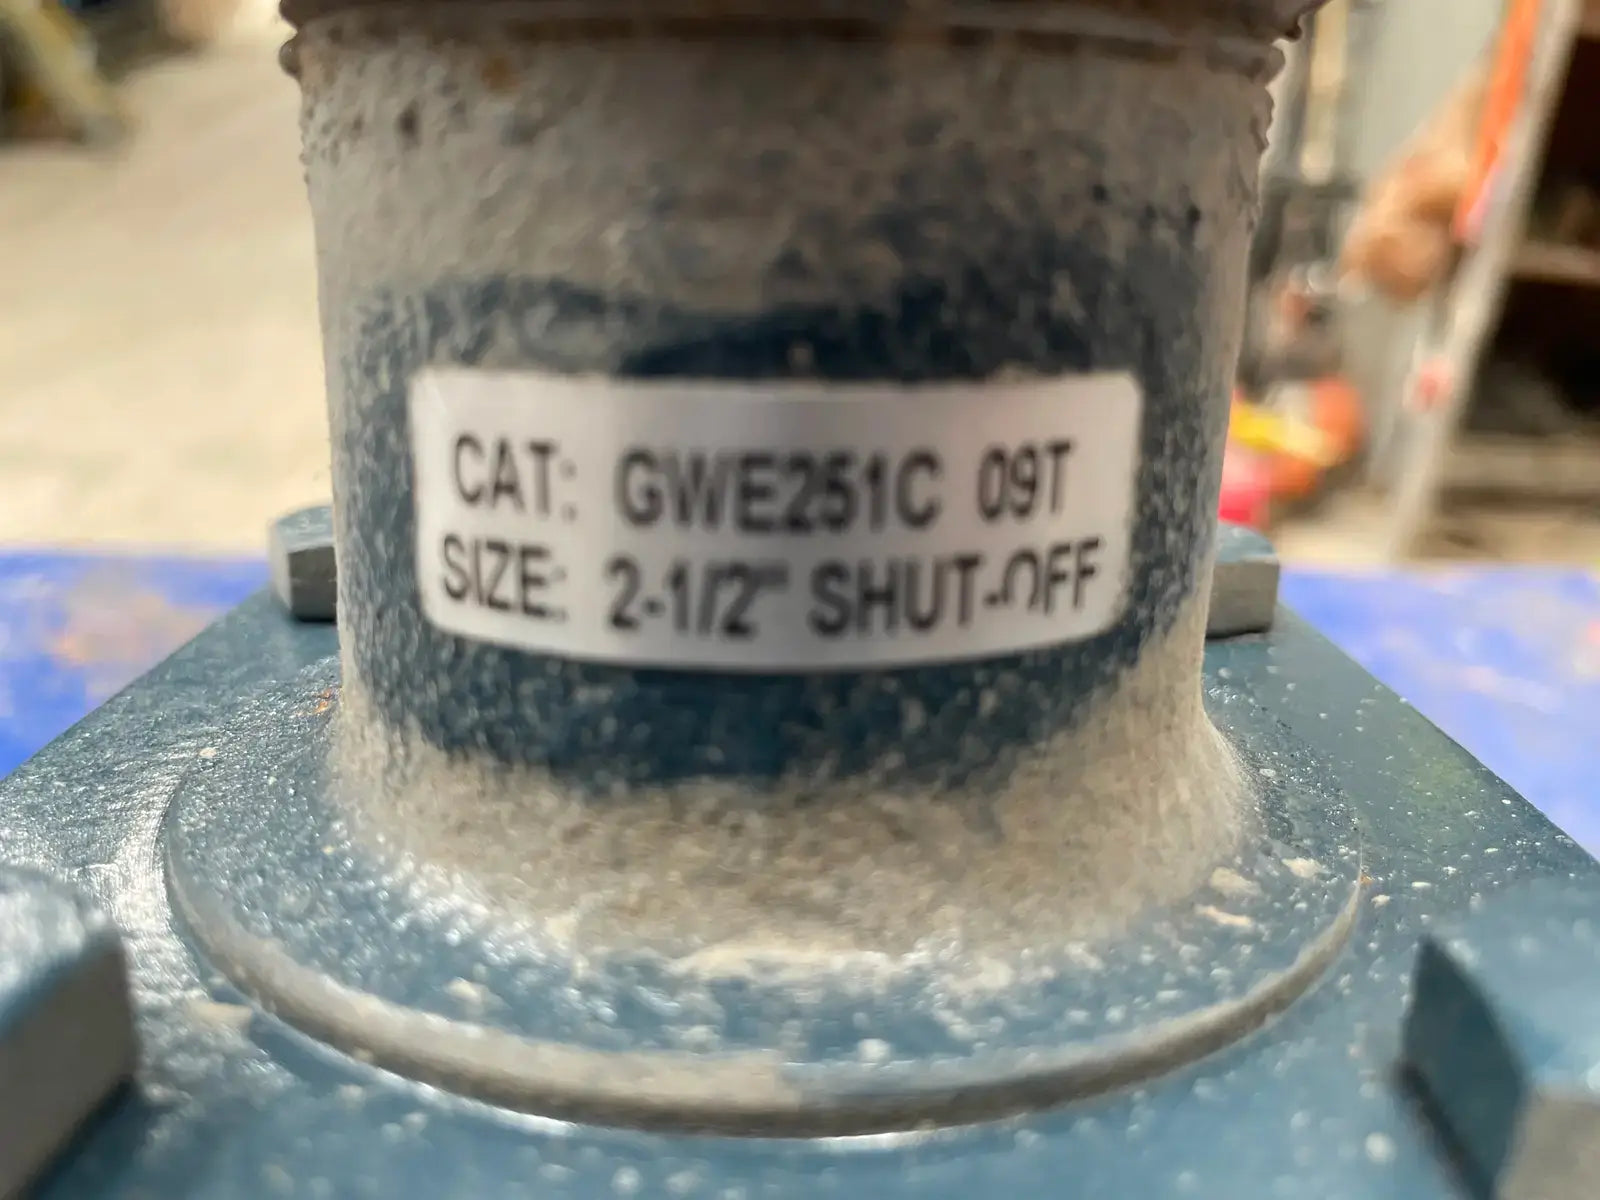 CAT: GWE251C 09T
SIZE: 2-1/2" SHUT-OFF